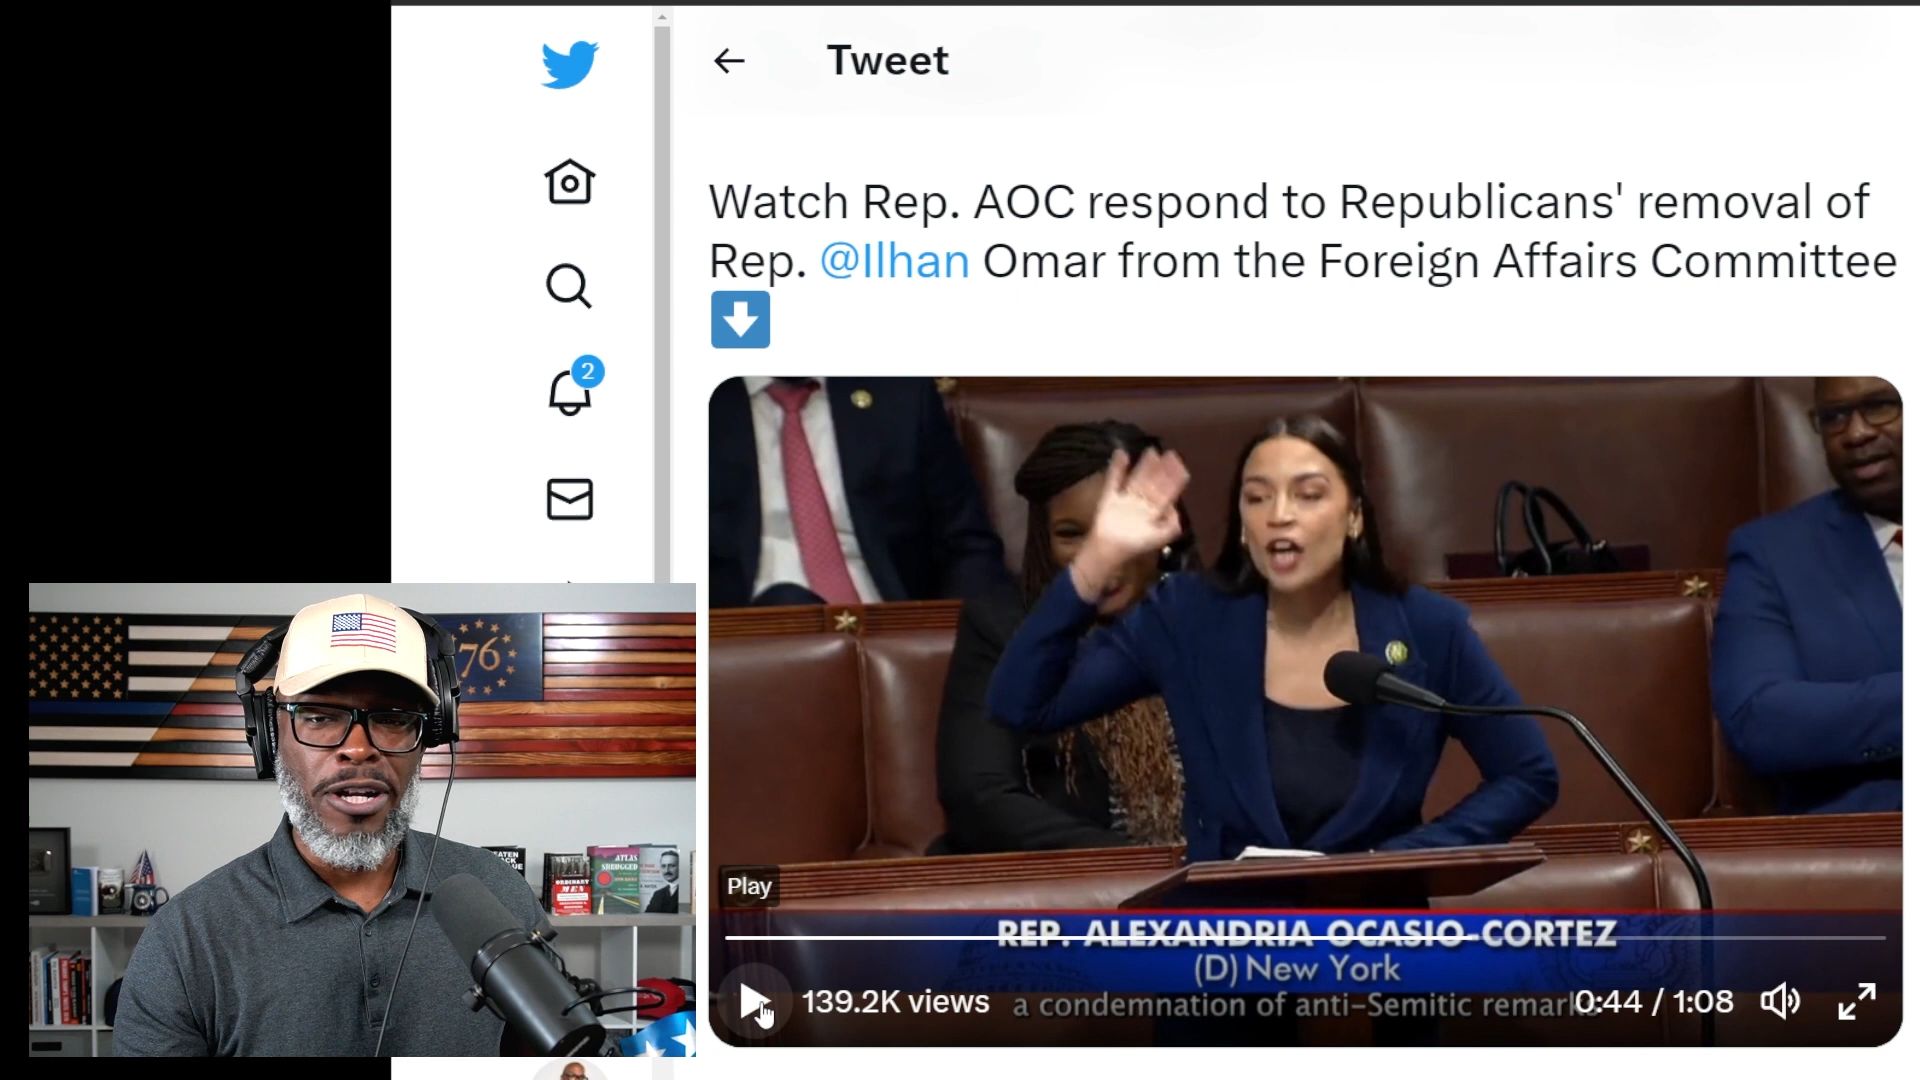 Tweet
Watch Rep. AOC respond to Republicans' removal of
Rep. @Ilhan Omar from the Foreign Affairs Committee
2
76
ATLAS
SHRUGGED
ORDINARY
MEN
Play
REP. ALEXANDRIA OCASIO-CORTEZ
(D) New York
139.2K views
a condemnation of anti-Semitic remarks
0:44 / 1:08